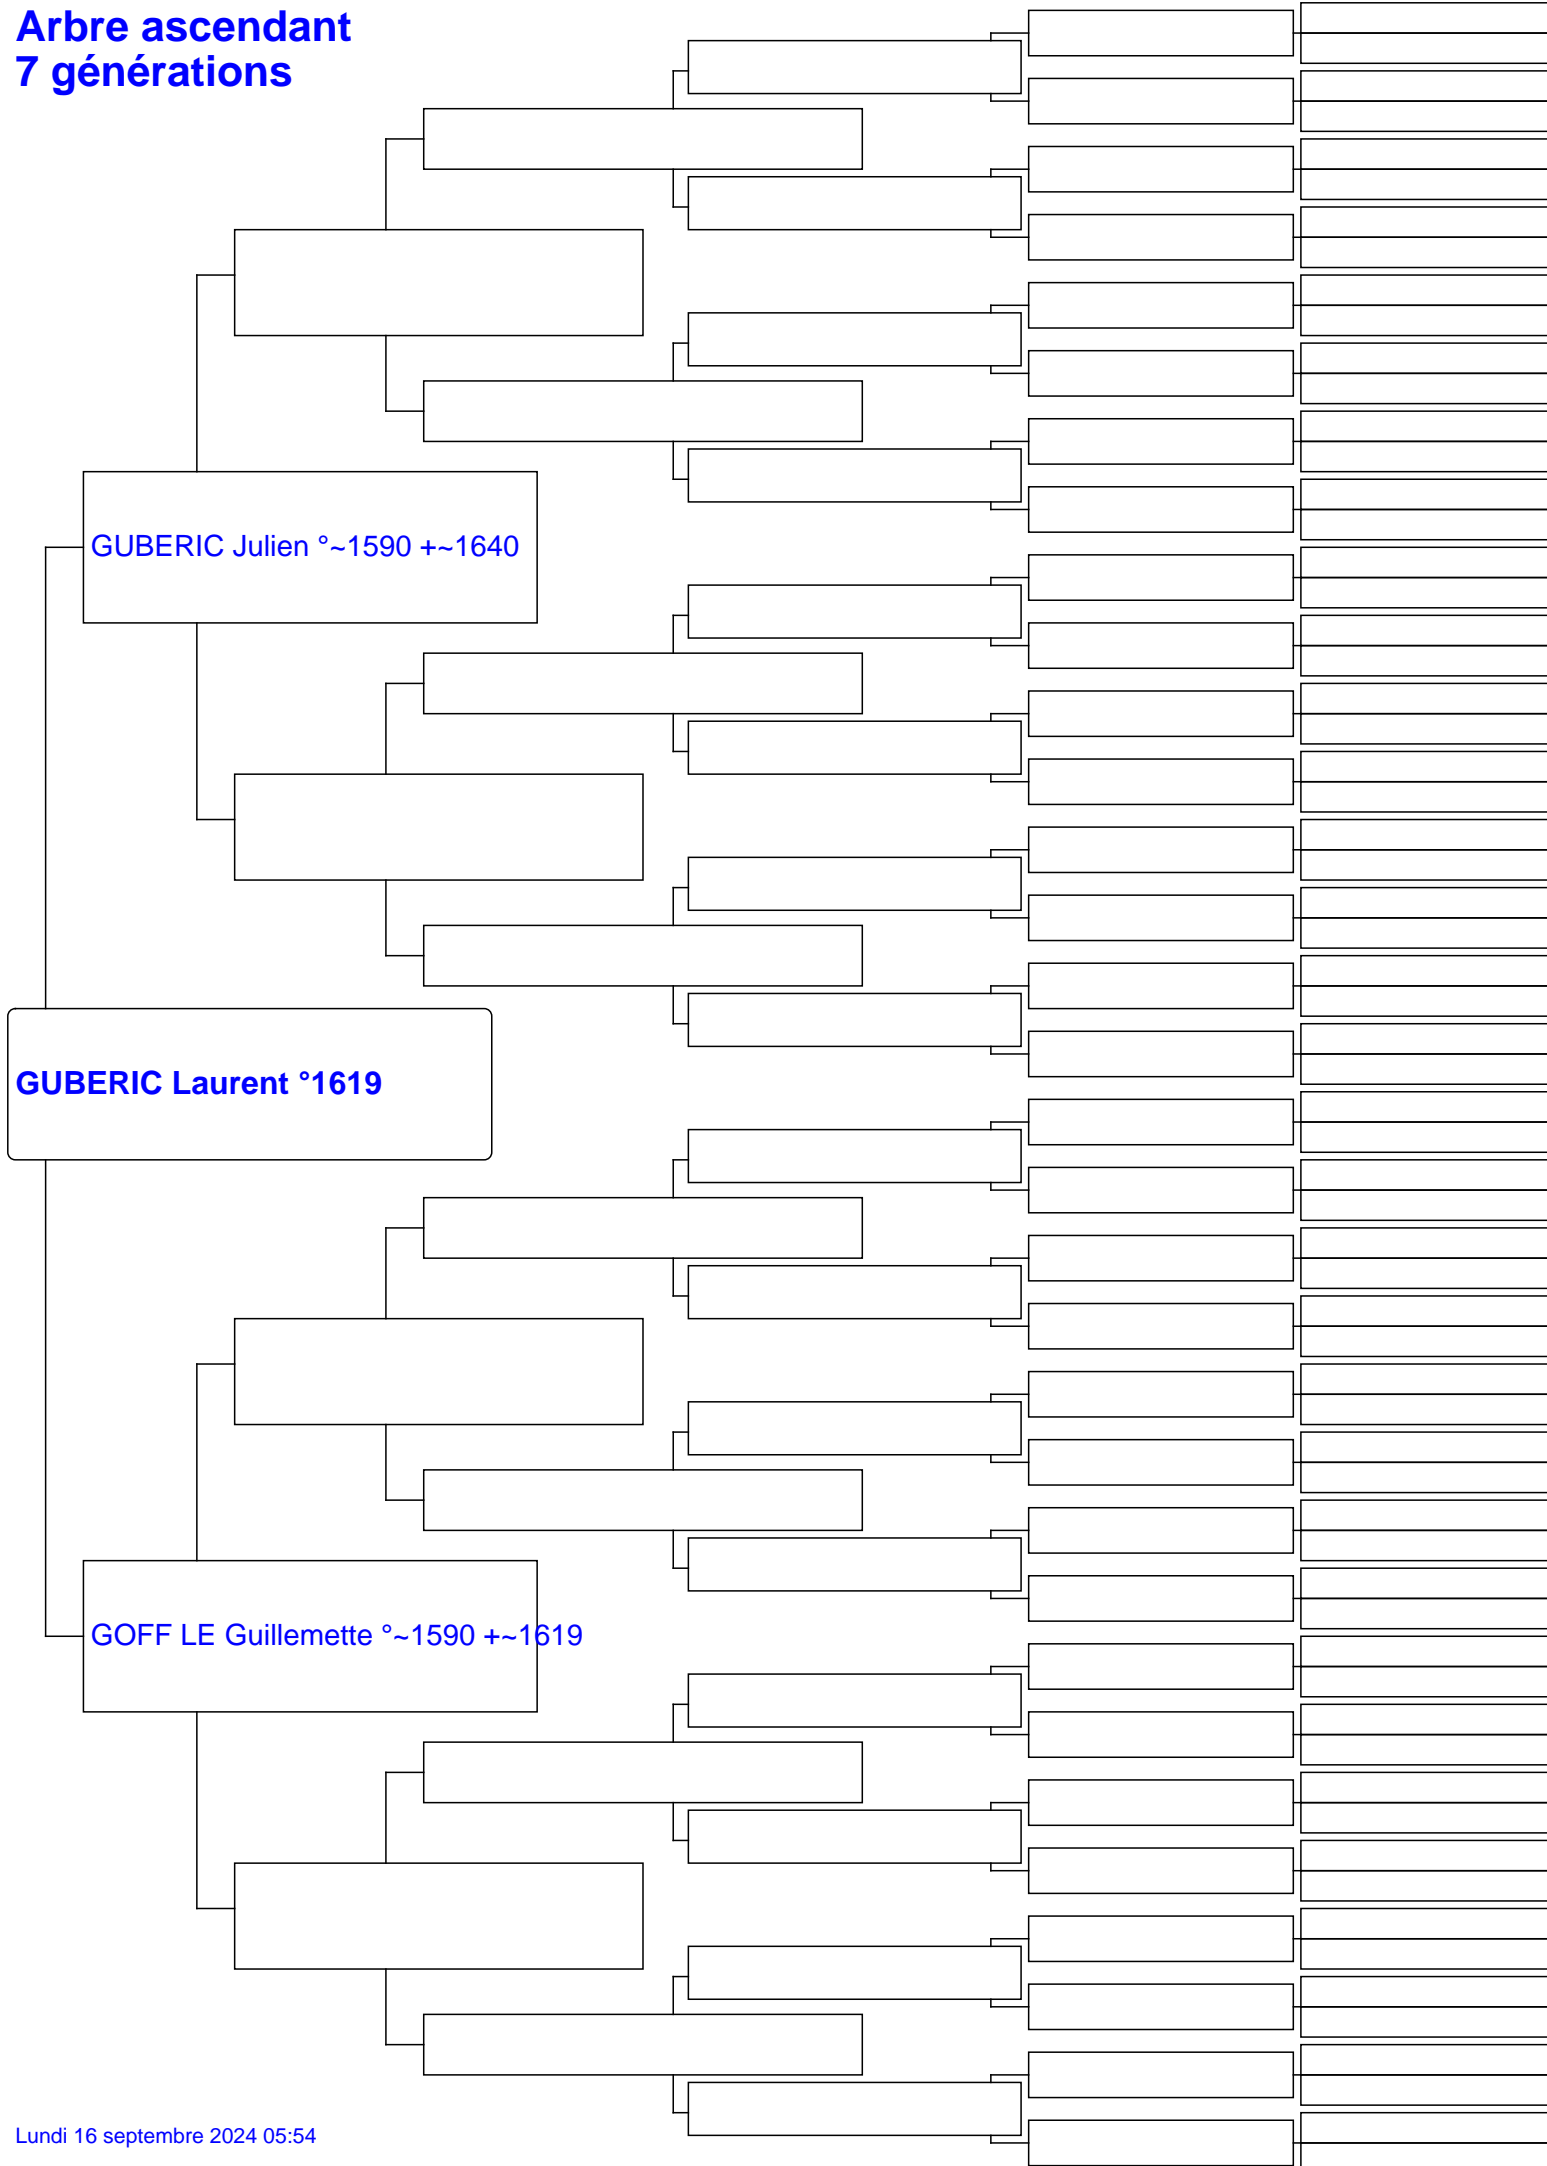 Arbre ascendant
7 générations
GUBERIC Julien °~1590 +~1640
GUBERIC Laurent °1619
GOFF LE Guillemette °~1590 +~1619
Lundi 16 septembre 2024 05:54